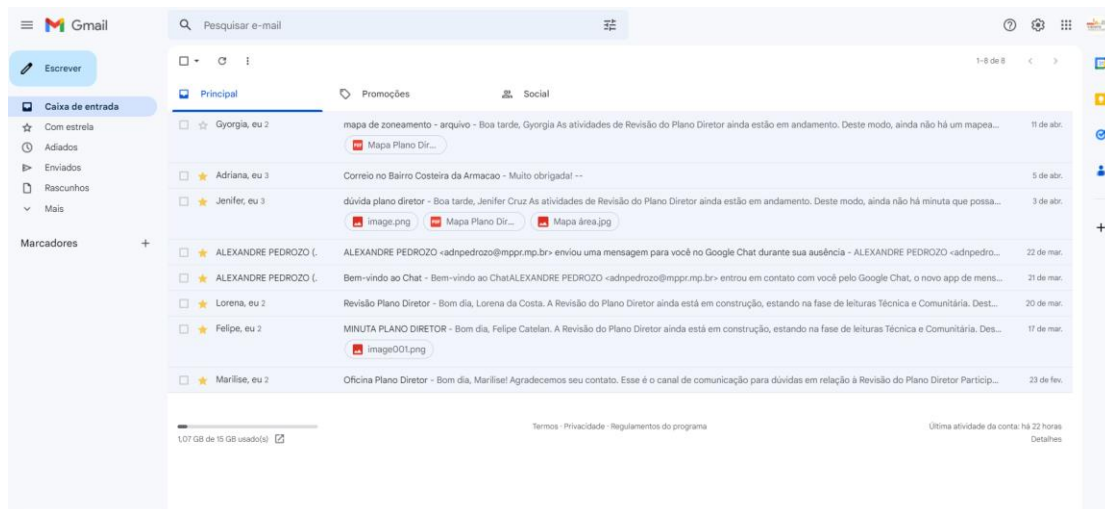 Gmail
Pesquisar e-mail
Escrever
1-8 de 8
Caixa de entrada
Com estrela
Adiados
Enviados
Rascunhos
Mais
Marcadores
Principal
Promoções
Social
Gyorgia, eu 2 mapa de zoneamento - arquivo - Boa tarde, Gyorgia As atividades de Revisão do Plano Diretor ainda estão em andamento. Deste modo, ainda não há um mapea... 11 de abr.
PDF Mapa Plano Dir...
Adriana, eu 3 Correio no Bairro Costeira da Armacao - Muito obrigada! -- 5 de abr.
Jenifer, eu 3 dúvida plano diretor - Boa tarde, Jenifer Cruz As atividades de Revisão do Plano Diretor ainda estão em andamento. Deste modo, ainda não há minuta que possa... 3 de abr.
image.png PDF Mapa Plano Dir... Mapa área.jpg
ALEXANDRE PEDROZO (. ALEXANDRE PEDROZO <adnpedrozo@mppr.mp.br> enviou uma mensagem para você no Google Chat durante sua ausência - ALEXANDRE PEDROZO <adnpedro... 22 de mar.
ALEXANDRE PEDROZO (. Bem-vindo ao Chat - Bem-vindo ao ChatALEXANDRE PEDROZO <adnpedrozo@mppr.mp.br> entrou em contato com você pelo Google Chat, o novo app de mens... 21 de mar.
Lorena, eu 2 Revisão Plano Diretor - Bom dia, Lorena da Costa. A Revisão do Plano Diretor ainda está em construção, estando na fase de leituras Técnica e Comunitária. Dest... 20 de mar.
Felipe, eu 2 MINUTA PLANO DIRETOR - Bom dia, Felipe Catelan. A Revisão do Plano Diretor ainda está em construção, estando na fase de leituras Técnica e Comunitária. Des... 17 de mar.
image001.png
Marilise, eu 2 Oficina Plano Diretor - Bom dia, Marilise! Agradecemos seu contato. Esse é o canal de comunicação para dúvidas em relação à Revisão do Plano Diretor Particip... 23 de fev.
1,07 GB de 15 GB usado(s)
Termos · Privacidade · Regulamentos do programa
Última atividade da conta: há 22 horas
Detalhes